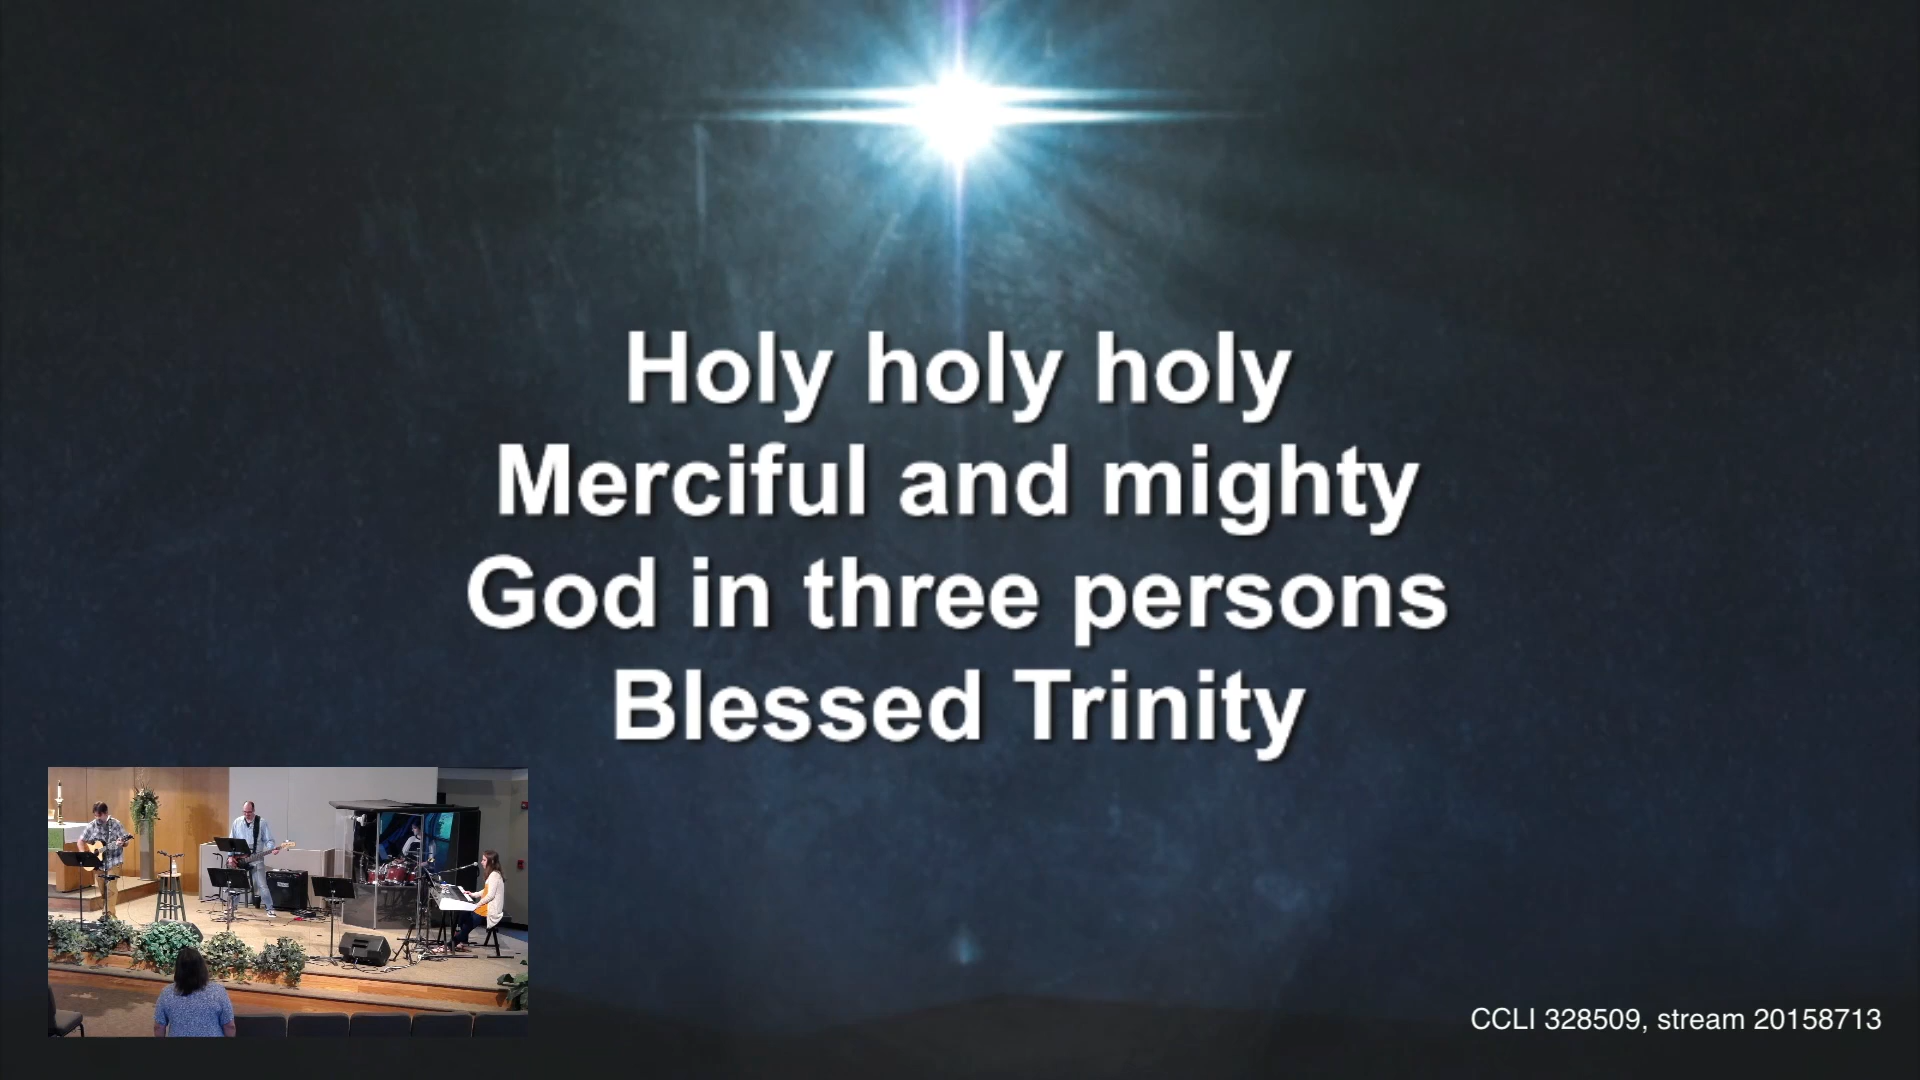 Holy holy holy
Merciful and mighty
God in three persons
Blessed Trinity
CCLI 328509, stream 20158713